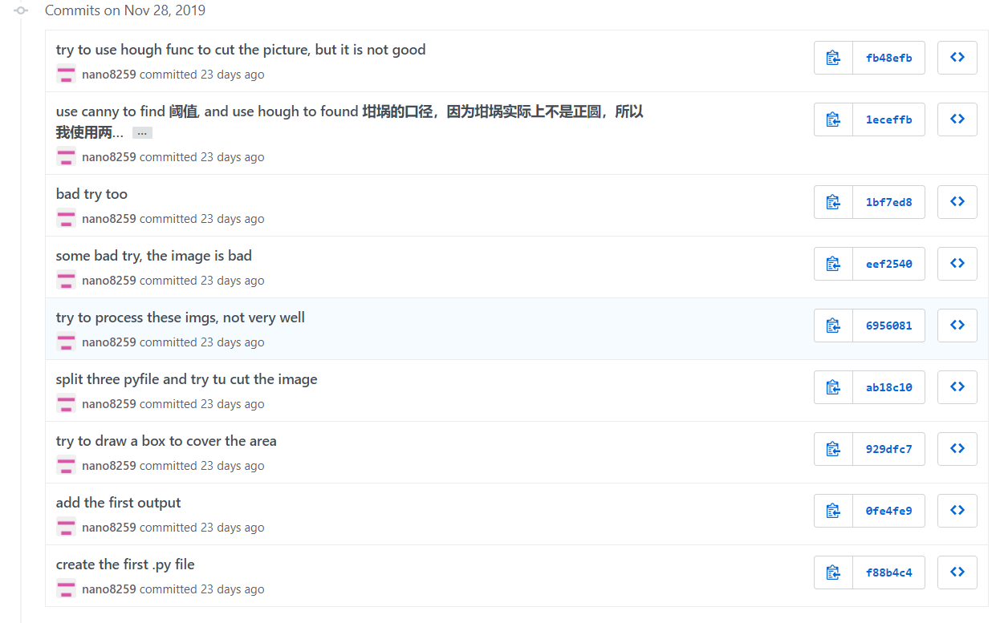 Commits on Nov 28, 2019
try to use hough func to cut the picture, but it is not good
nano8259 committed 23 days ago
fb48efb
use canny to find 阈值, and use hough to found 坩埚的口径，因为坩埚实际上不是正圆，所以
我使用两… …
nano8259 committed 23 days ago
1eceffb
bad try too
nano8259 committed 23 days ago
1bf7ed8
some bad try, the image is bad
nano8259 committed 23 days ago
eef2540
try to process these imgs, not very well
nano8259 committed 23 days ago
6956081
split three pyfile and try tu cut the image
nano8259 committed 23 days ago
ab18c10
try to draw a box to cover the area
nano8259 committed 23 days ago
929dfc7
add the first output
nano8259 committed 23 days ago
0fe4fe9
create the first .py file
nano8259 committed 23 days ago
f88b4c4